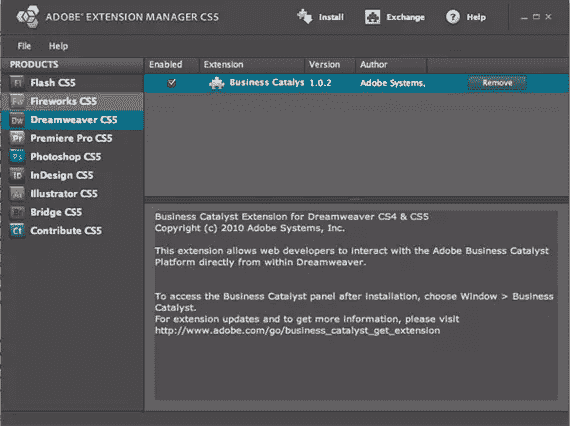 ADOBE® EXTENSION MANAGER CS5
Install
Exchange
? Help
File Help
PRODUCTS
Enabled Extension Version Author
Fl Flash CS5
Fw Fireworks CS5
Dw Dreamweaver CS5
Pr Premiere Pro CS5
Ps Photoshop CS5
Id InDesign CS5
Ai Illustrator CS5
Br Bridge CS5
Ct Contribute CS5
Business Catalys 1.0.2 Adobe Systems, Remove
Business Catalyst Extension for Dreamweaver CS4 & CS5
Copyright (c) 2010 Adobe Systems, Inc.
This extension allows web developers to interact with the Adobe Business Catalyst
Platform directly from within Dreamweaver.
To access the Business Catalyst panel after installation, choose Window > Business
Catalyst.
For extension updates and to get more information, please visit
http://www.adobe.com/go/business_catalyst_get_extension